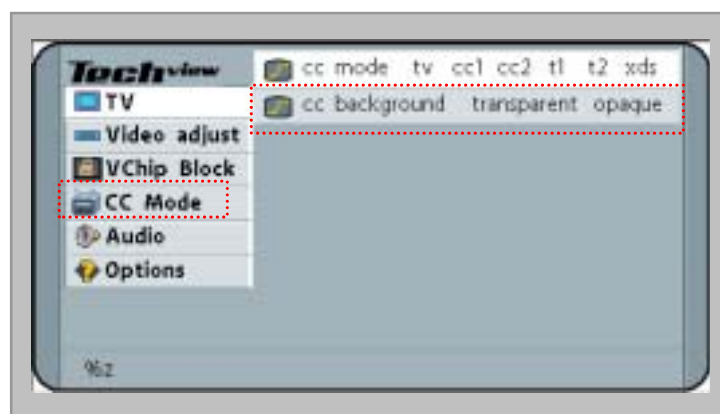 Techview
TV
Video adjust
VChip Block
CC Mode
Audio
Options
cc mode tv cc1 cc2 t1 t2 xds
cc background transparent opaque
%z